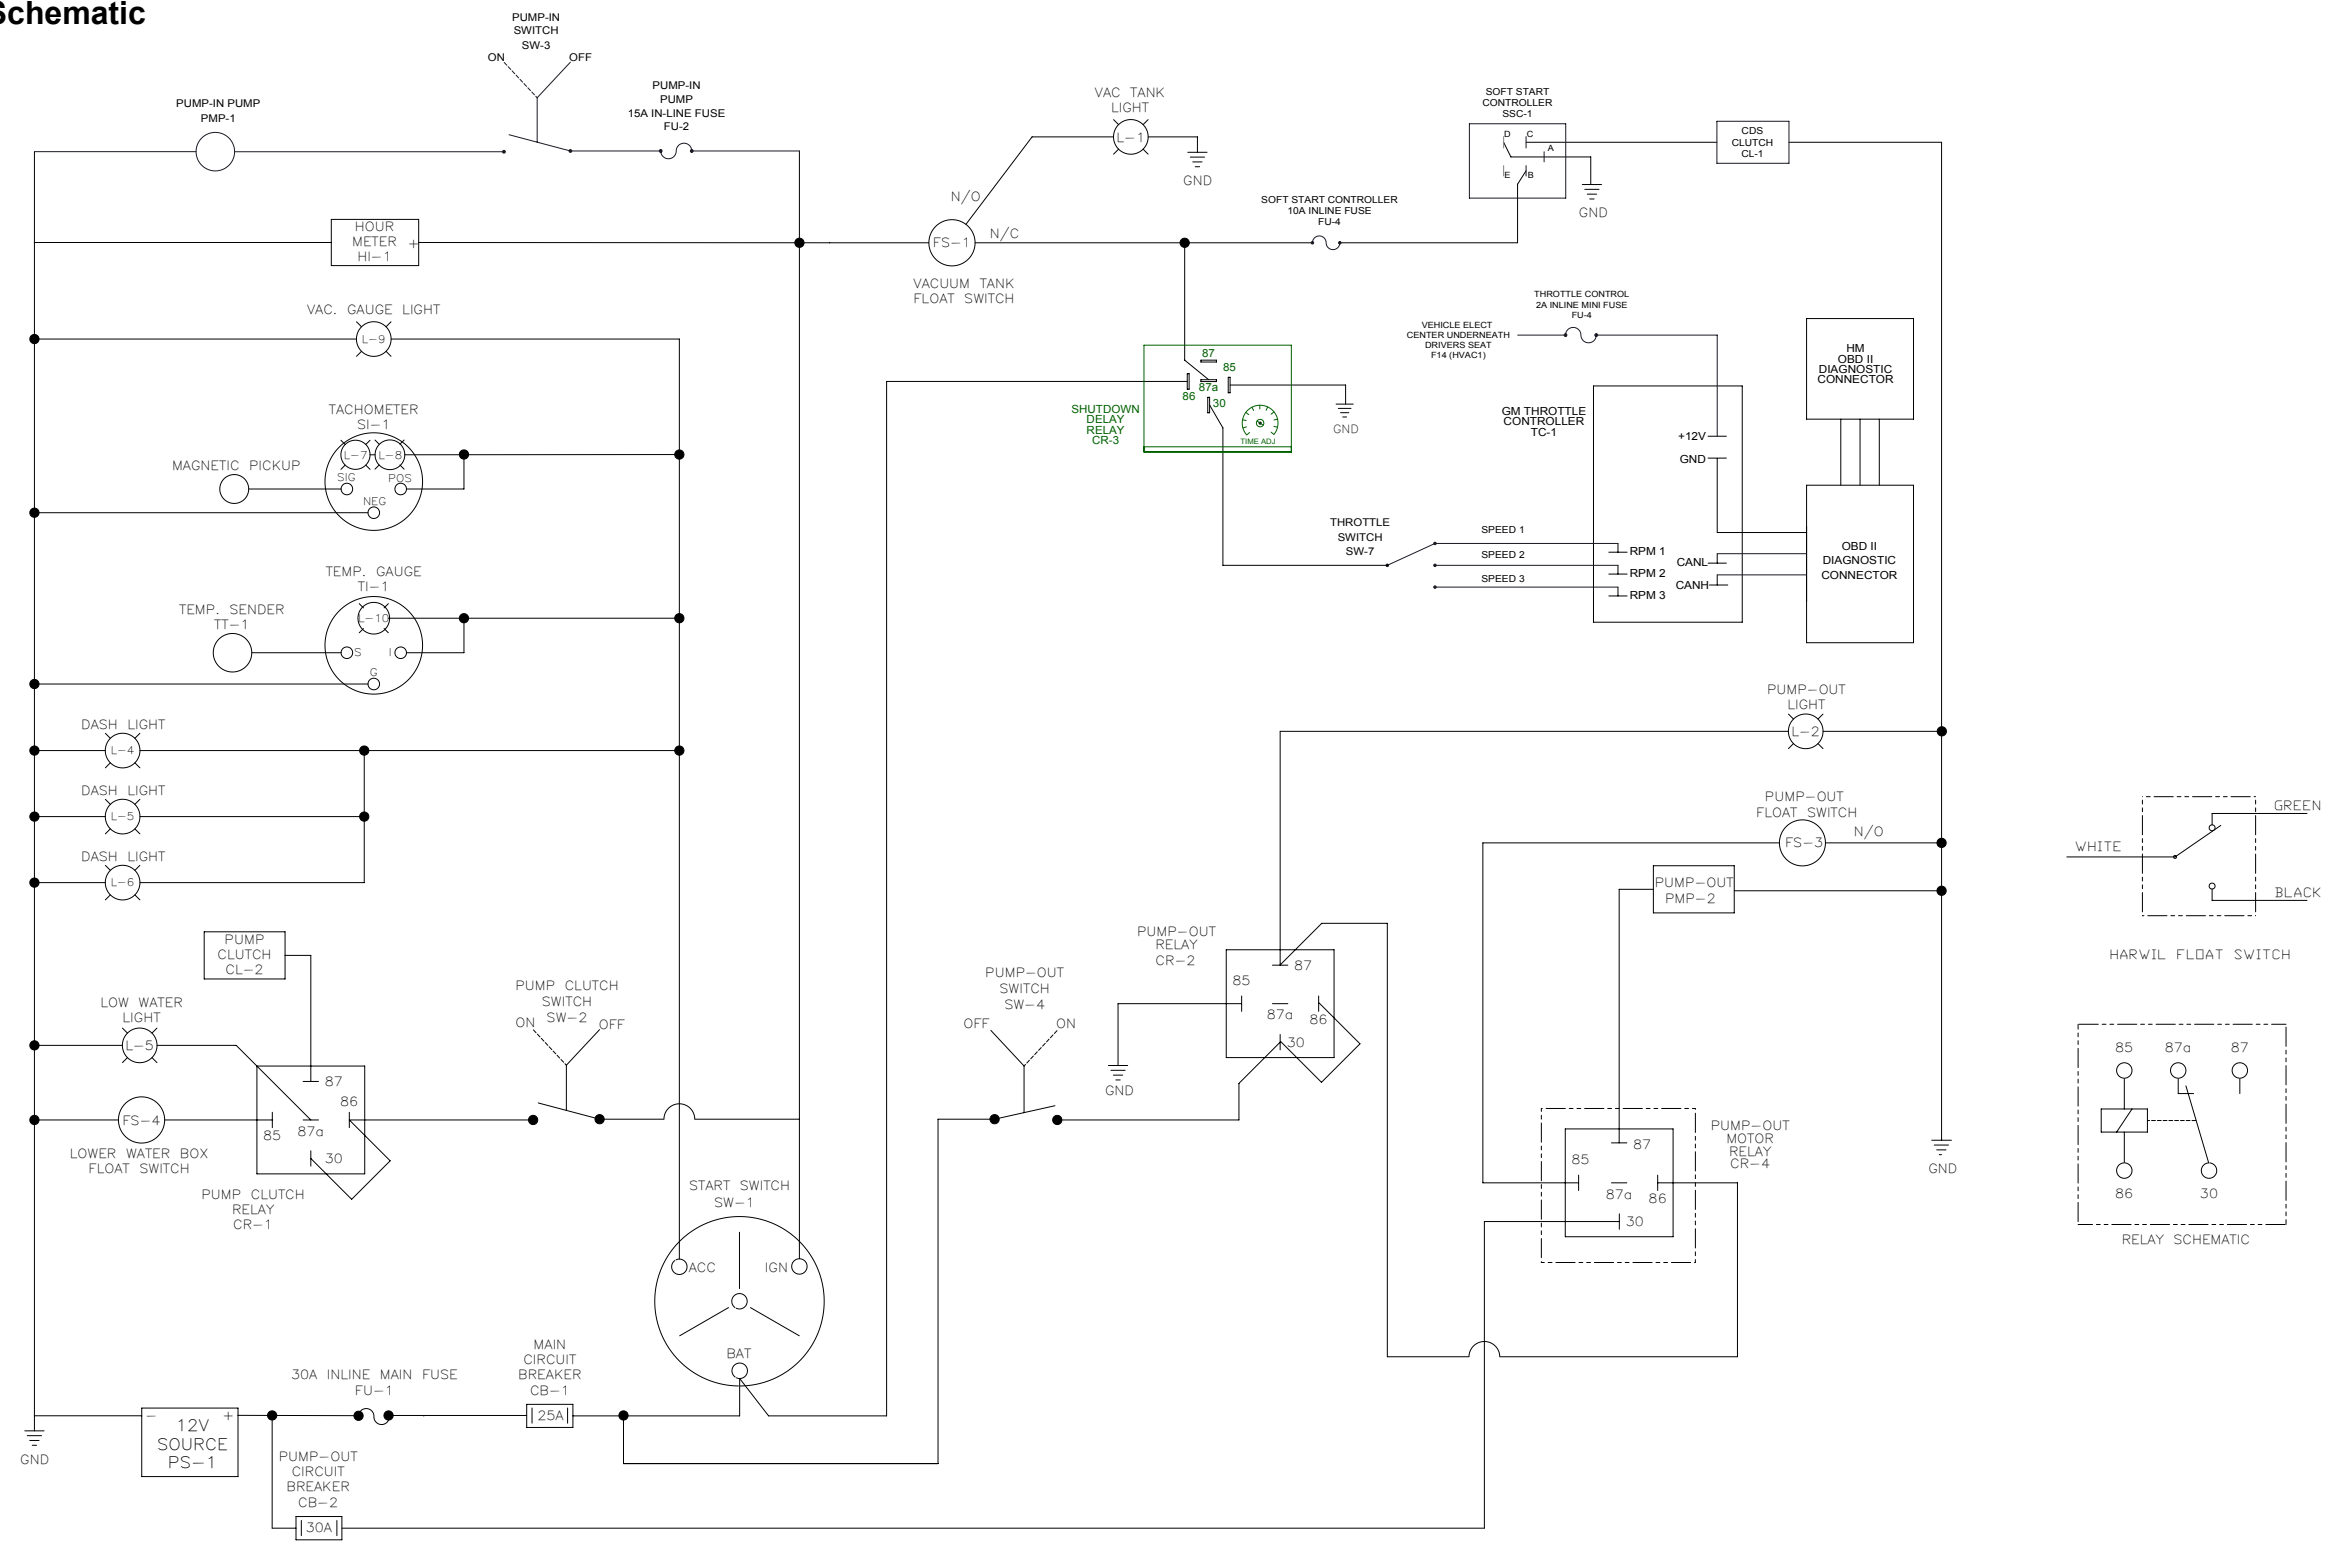 Schematic
PUMP-IN
SWITCH
SW-3
ON
OFF
PUMP-IN PUMP
PMP-1
PUMP-IN
PUMP
15A IN-LINE FUSE
FU-2
HOUR
METER
HI-1
+
VAC. GAUGE LIGHT
L-9
TACHOMETER
SI-1
L-7
L-8
SIG
POS
NEG
MAGNETIC PICKUP
TEMP. GAUGE
TI-1
L-10
S
I
G
TEMP. SENDER
TT-1
DASH LIGHT
L-4
DASH LIGHT
L-5
DASH LIGHT
L-6
PUMP
CLUTCH
CL-2
LOW WATER
LIGHT
L-5
FS-4
LOWER WATER BOX
FLOAT SWITCH
87
86
85
87a
30
PUMP CLUTCH
RELAY
CR-1
PUMP CLUTCH
SWITCH
SW-2
ON
OFF
START SWITCH
SW-1
ACC
IGN
BAT
MAIN
CIRCUIT
BREAKER
CB-1
25A
30A INLINE MAIN FUSE
FU-1
- +
12V
SOURCE
PS-1
GND
PUMP-OUT
CIRCUIT
BREAKER
CB-2
30A
VAC TANK
LIGHT
L-1
GND
N/O
FS-1
N/C
VACUUM TANK
FLOAT SWITCH
SOFT START CONTROLLER
10A INLINE FUSE
FU-4
SOFT START
CONTROLLER
SSC-1
D
C
A
E
B
GND
CDS
CLUTCH
CL-1
87
85
87a
86
30
TIME ADJ
SHUTDOWN
DELAY
RELAY
CR-3
GND
THROTTLE CONTROL
2A INLINE MINI FUSE
FU-4
VEHICLE ELECT
CENTER UNDERNEATH
DRIVERS SEAT
F14 (HVAC1)
GM THROTTLE
CONTROLLER
TC-1
+12V
GND
RPM 1
RPM 2
RPM 3
CANL
CANH
HM
OBD II
DIAGNOSTIC
CONNECTOR
OBD II
DIAGNOSTIC
CONNECTOR
THROTTLE
SWITCH
SW-7
SPEED 1
SPEED 2
SPEED 3
PUMP-OUT
LIGHT
L-2
PUMP-OUT
FLOAT SWITCH
FS-3
N/O
PUMP-OUT
PMP-2
PUMP-OUT
RELAY
CR-2
87
85
87a
86
30
GND
PUMP-OUT
SWITCH
SW-4
OFF
ON
PUMP-OUT
MOTOR
RELAY
CR-4
87
85
87a
86
30
GND
GREEN
WHITE
BLACK
HARWIL FLOAT SWITCH
85
87a
87
86
30
RELAY SCHEMATIC